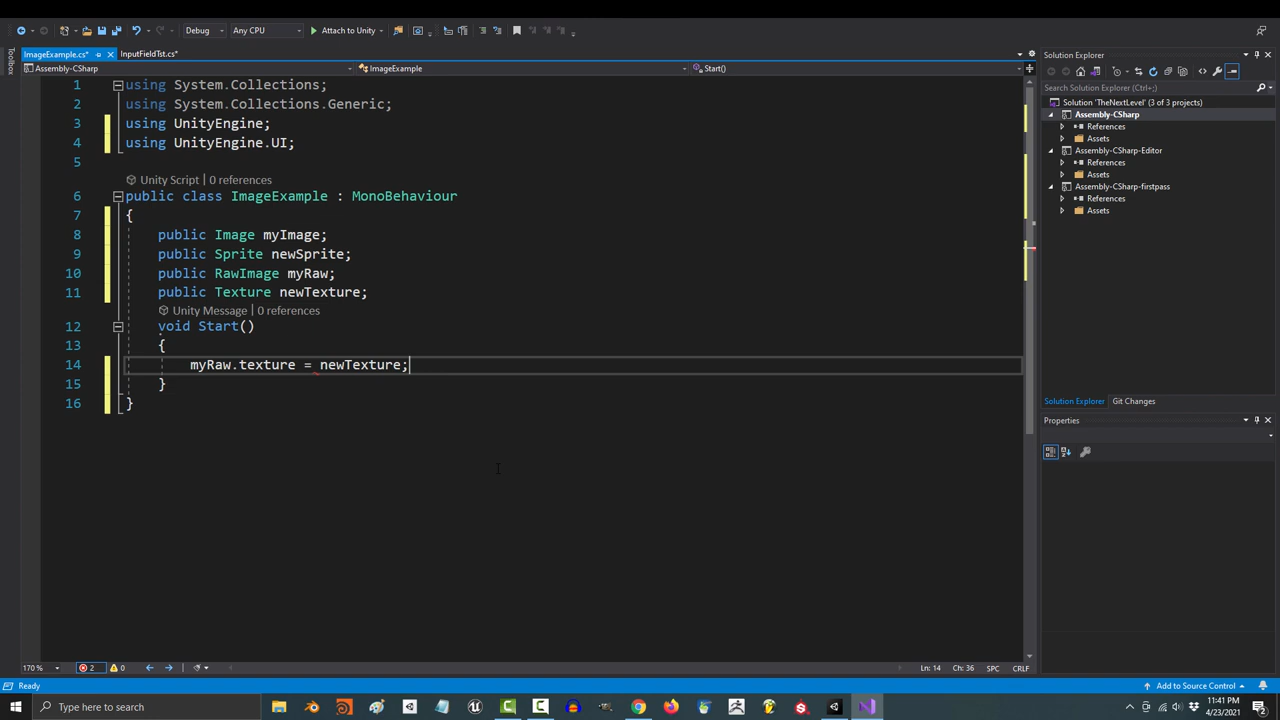 Debug Any CPU Attach to Unity
ImageExample.cs* InputFieldTst.cs*
Assembly-CSharp ImageExample Start()
Toolbox
1 using System.Collections;
2 using System.Collections.Generic;
3 using UnityEngine;
4 using UnityEngine.UI;
5
Unity Script | 0 references
6 public class ImageExample : MonoBehaviour
7 {
8 public Image myImage;
9 public Sprite newSprite;
10 public RawImage myRaw;
11 public Texture newTexture;
Unity Message | 0 references
12 void Start()
13 {
14 myRaw.texture = newTexture;
15 }
16 }
170 % 2 0 Ln: 14 Ch: 36 SPC CRLF
Solution Explorer
Search Solution Explorer (Ctrl+;)
Solution 'TheNextLevel' (3 of 3 projects)
Assembly-CSharp
References
Assets
Assembly-CSharp-Editor
References
Assets
Assembly-CSharp-firstpass
References
Assets
Solution Explorer Git Changes
Properties
Ready Add to Source Control 2
Type here to search
11:41 PM
4/23/2021